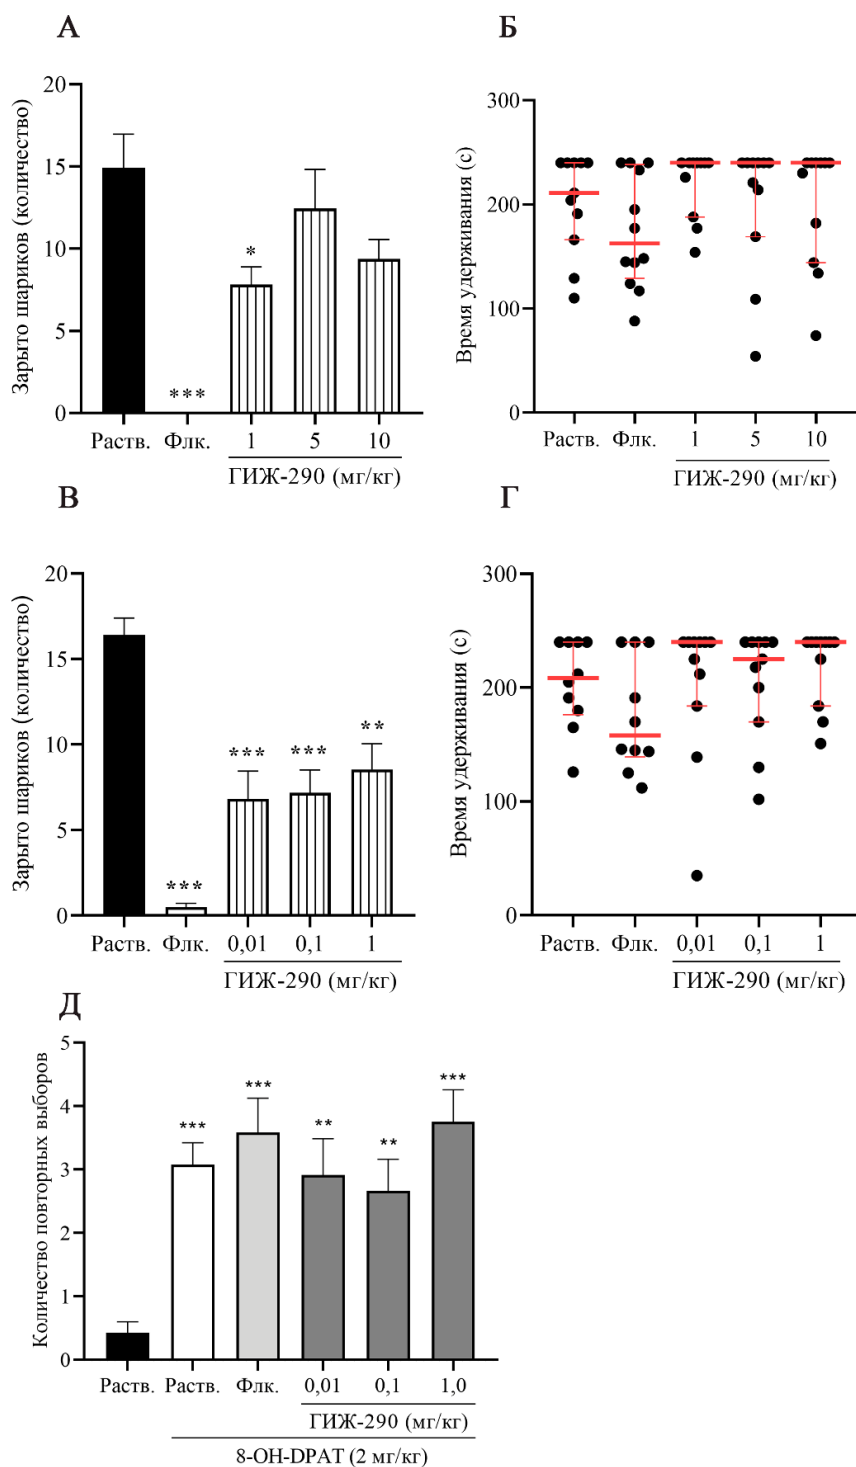 А
Зарыто шариков (количество)
20
15
10
5
0
***
*
Раств. Флк. 1 5 10
ГИЖ-290 (мг/кг)
Б
Время удерживания (с)
300
200
100
0
Раств. Флк. 1 5 10
ГИЖ-290 (мг/кг)
В
Зарыто шариков (количество)
20
15
10
5
0
***
***
***
**
Раств. Флк. 0,01 0,1 1
ГИЖ-290 (мг/кг)
Г
Время удерживания (с)
300
200
100
0
Раств. Флк. 0,01 0,1 1
ГИЖ-290 (мг/кг)
Д
Количество повторных выборов
5
4
3
2
1
0
***
***
**
**
***
Раств. Раств. Флк. 0,01 0,1 1,0
ГИЖ-290 (мг/кг)
8-OH-DPAT (2 мг/кг)